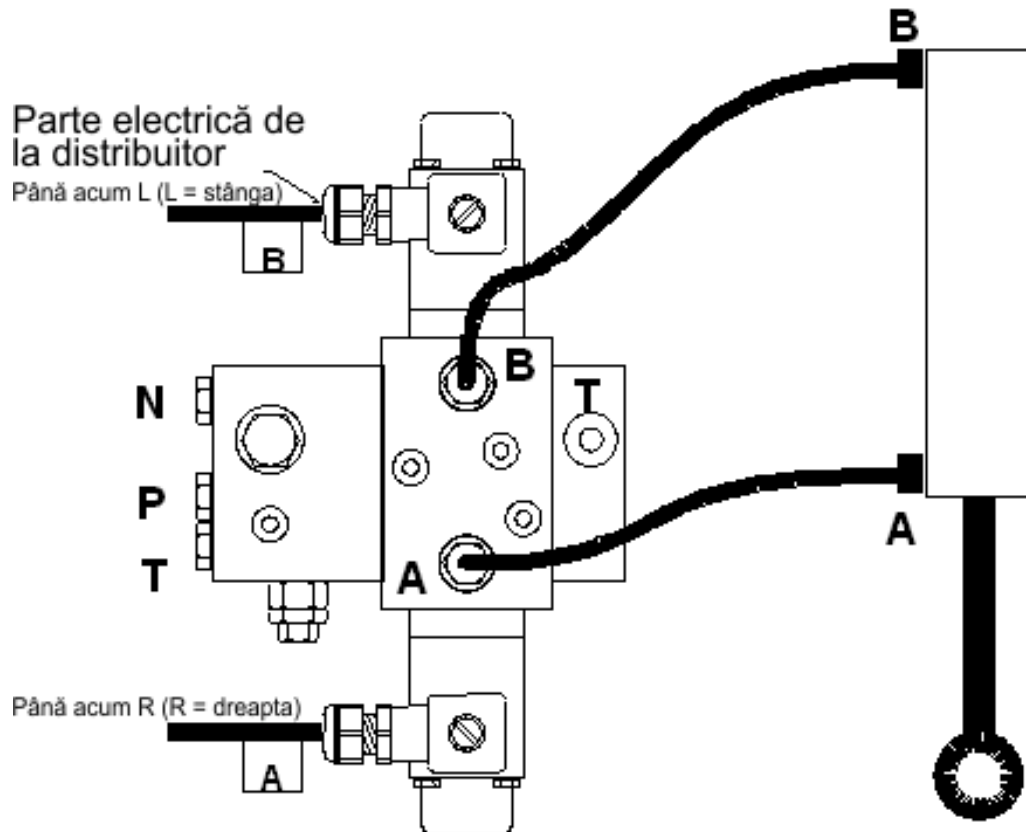 B
Parte electrică de
la distribuitor
Până acum L (L = stânga)
B
B
T
N
P
A
A
T
Până acum R (R = dreapta)
A